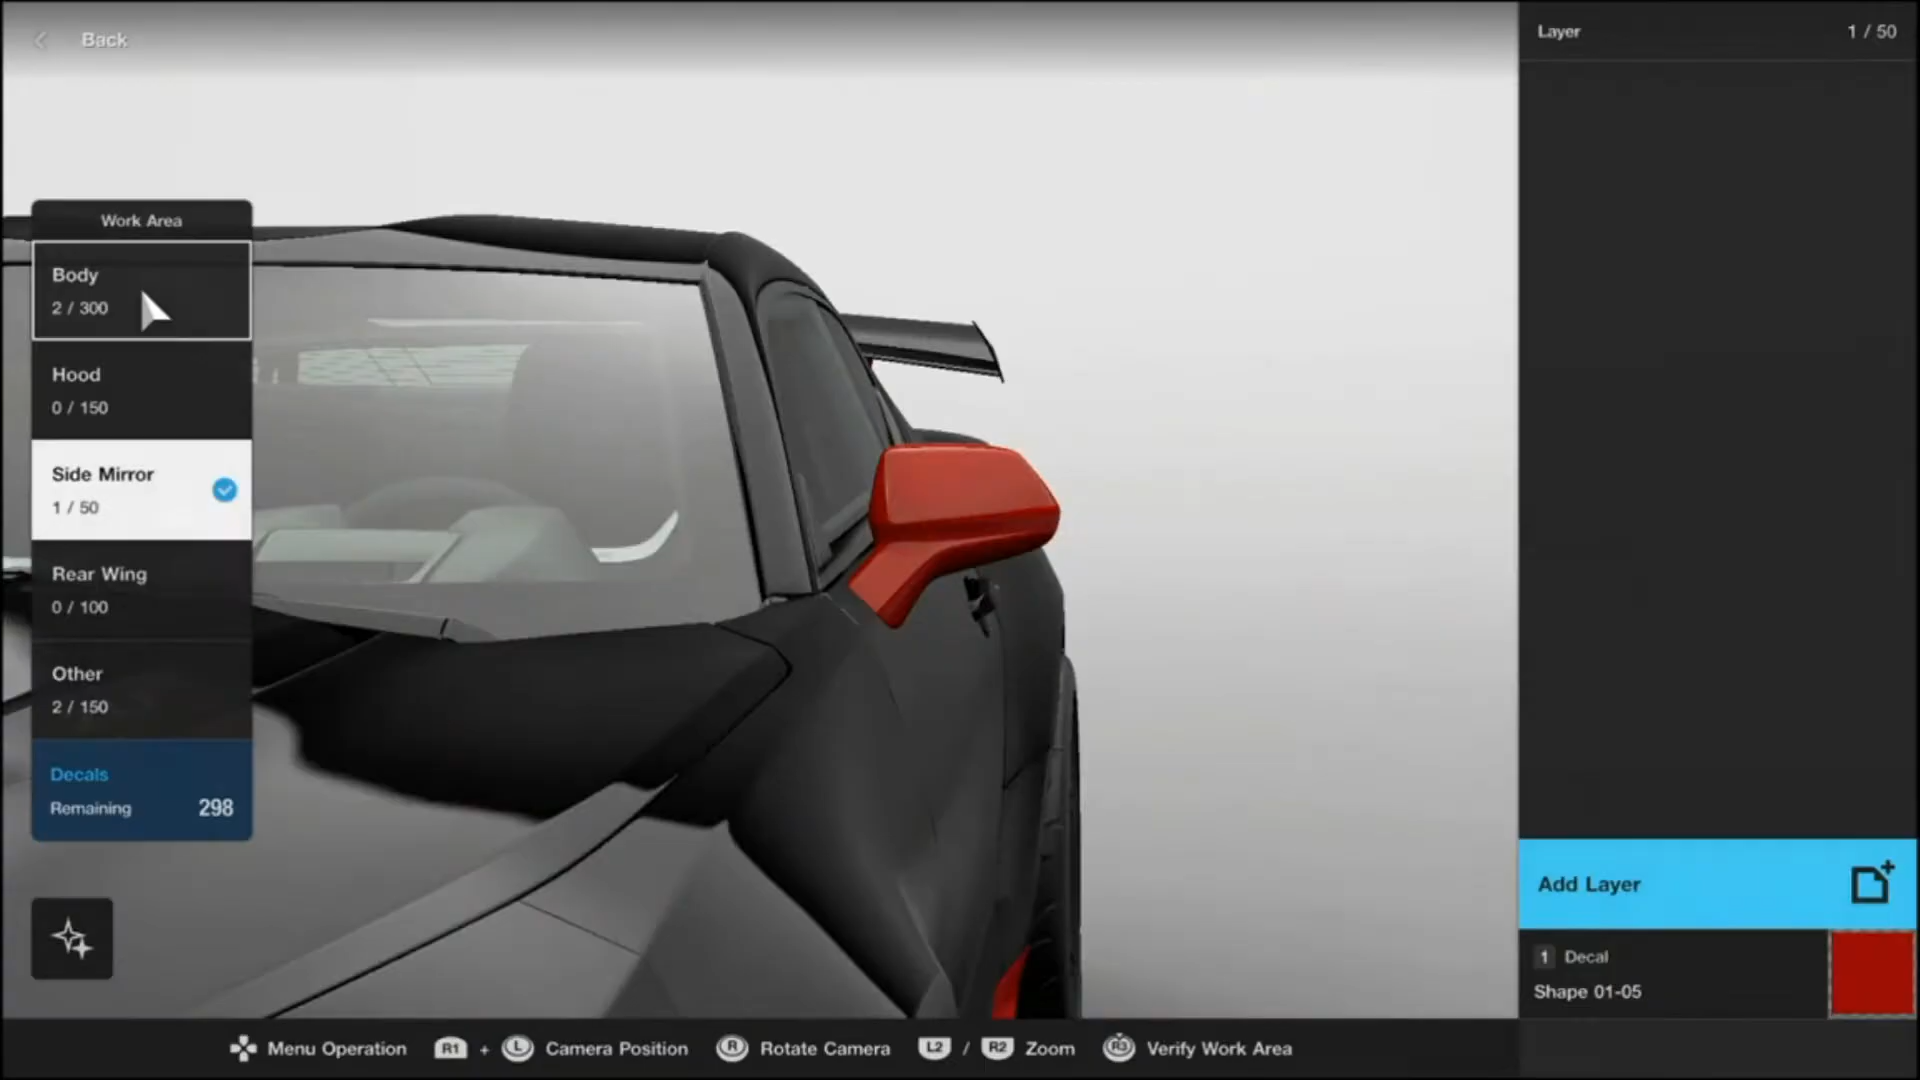 Back
Layer
1 / 50
Work Area
Body
2 / 300
Hood
0 / 150
Side Mirror
1 / 50
Rear Wing
0 / 100
Other
2 / 150
Decals
Remaining 298
Add Layer
1 Decal
Shape 01-05
Menu Operation R1 + L Camera Position R Rotate Camera L2 / R2 Zoom R3 Verify Work Area